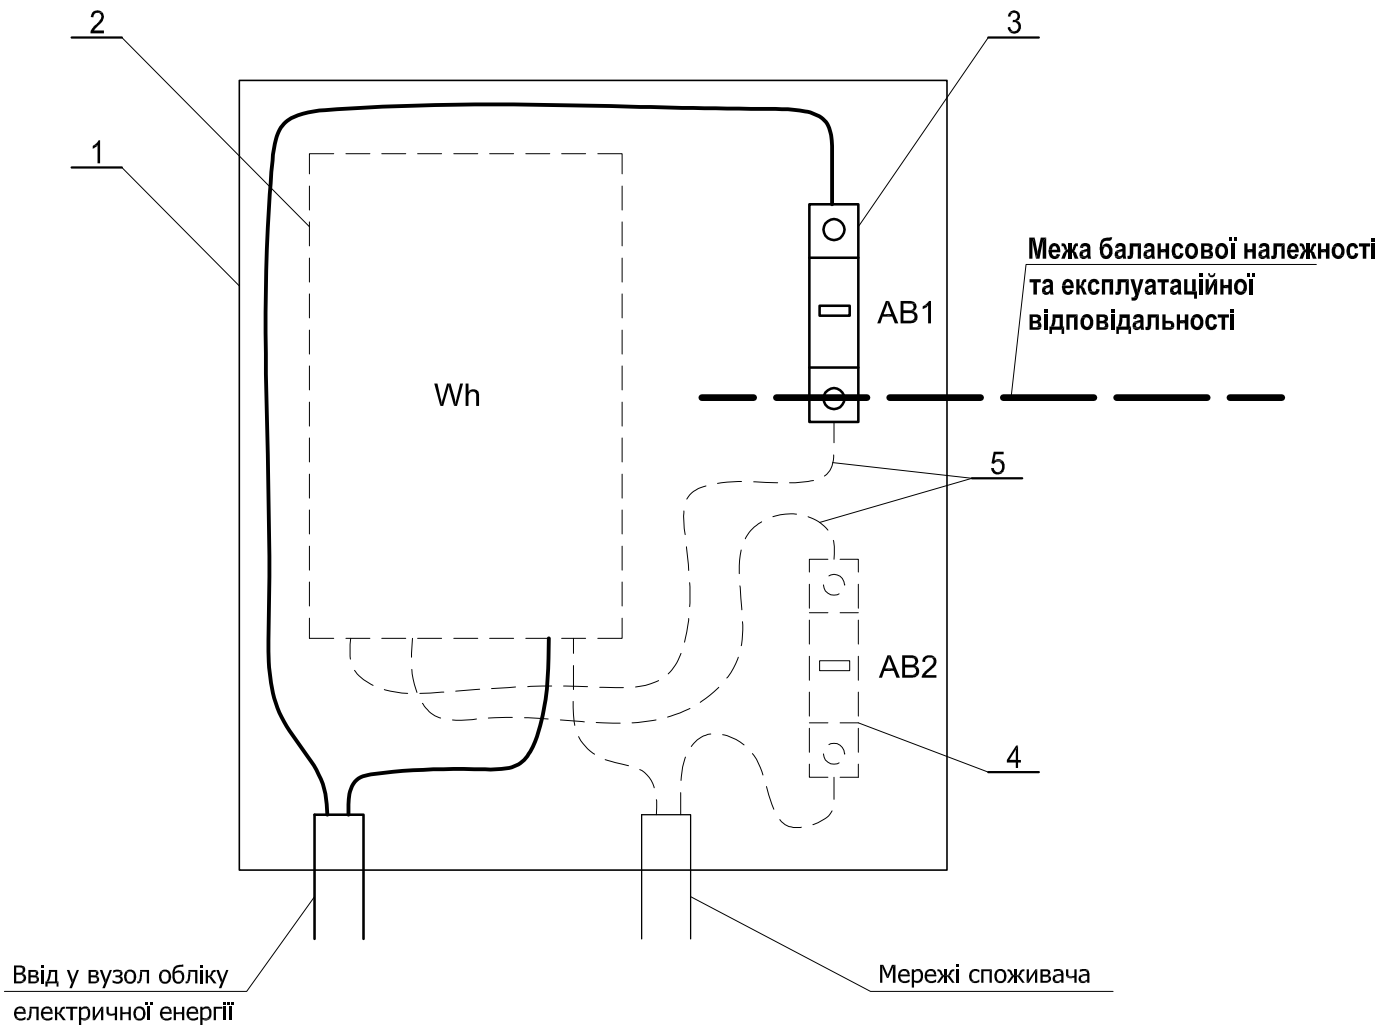 2
3
1
Межа балансової належності
та експлуатаційної
відповідальності
АВ1
Wh
5
АВ2
4
Ввід у вузол обліку
електричної енергії
Мережі споживача